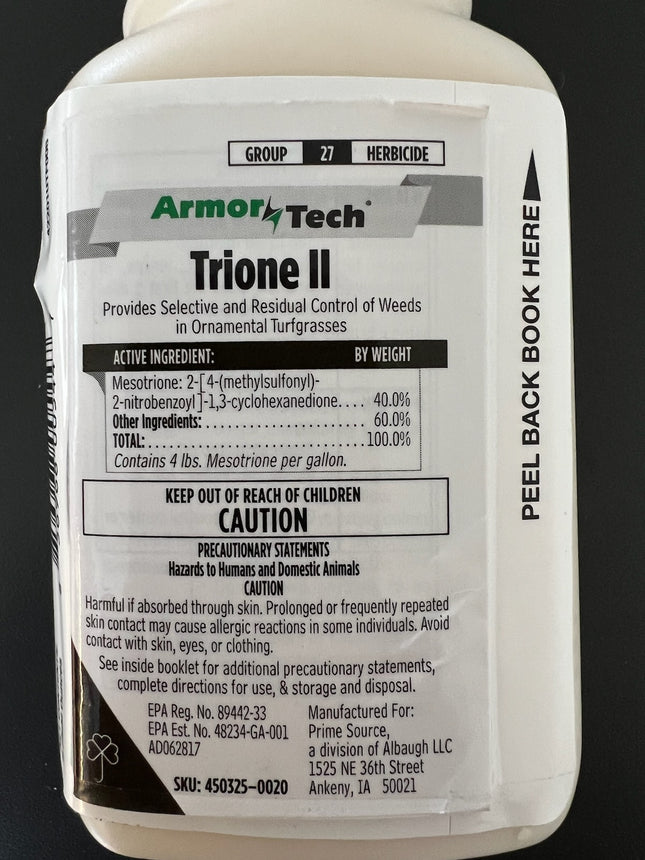 GROUP 27 HERBICIDE
ArmorTech®
Trione II
Provides Selective and Residual Control of Weeds
in Ornamental Turfgrasses
ACTIVE INGREDIENT: BY WEIGHT
Mesotrione: 2-[4-(methylsulfonyl)-
2-nitrobenzoyl]-1,3-cyclohexanedione.... 40.0%
Other Ingredients: ........................ 60.0%
TOTAL: ................................ 100.0%
Contains 4 lbs. Mesotrione per gallon.
KEEP OUT OF REACH OF CHILDREN
CAUTION
PRECAUTIONARY STATEMENTS
Hazards to Humans and Domestic Animals
CAUTION
Harmful if absorbed through skin. Prolonged or frequently repeated
skin contact may cause allergic reactions in some individuals. Avoid
contact with skin, eyes, or clothing.
See inside booklet for additional precautionary statements,
complete directions for use, & storage and disposal.
EPA Reg. No. 89442-33
EPA Est. No. 48234-GA-001
AD062817
SKU: 450325–0020
Manufactured For:
Prime Source,
a division of Albaugh LLC
1525 NE 36th Street
Ankeny, IA 50021
PEEL BACK BOOK HERE